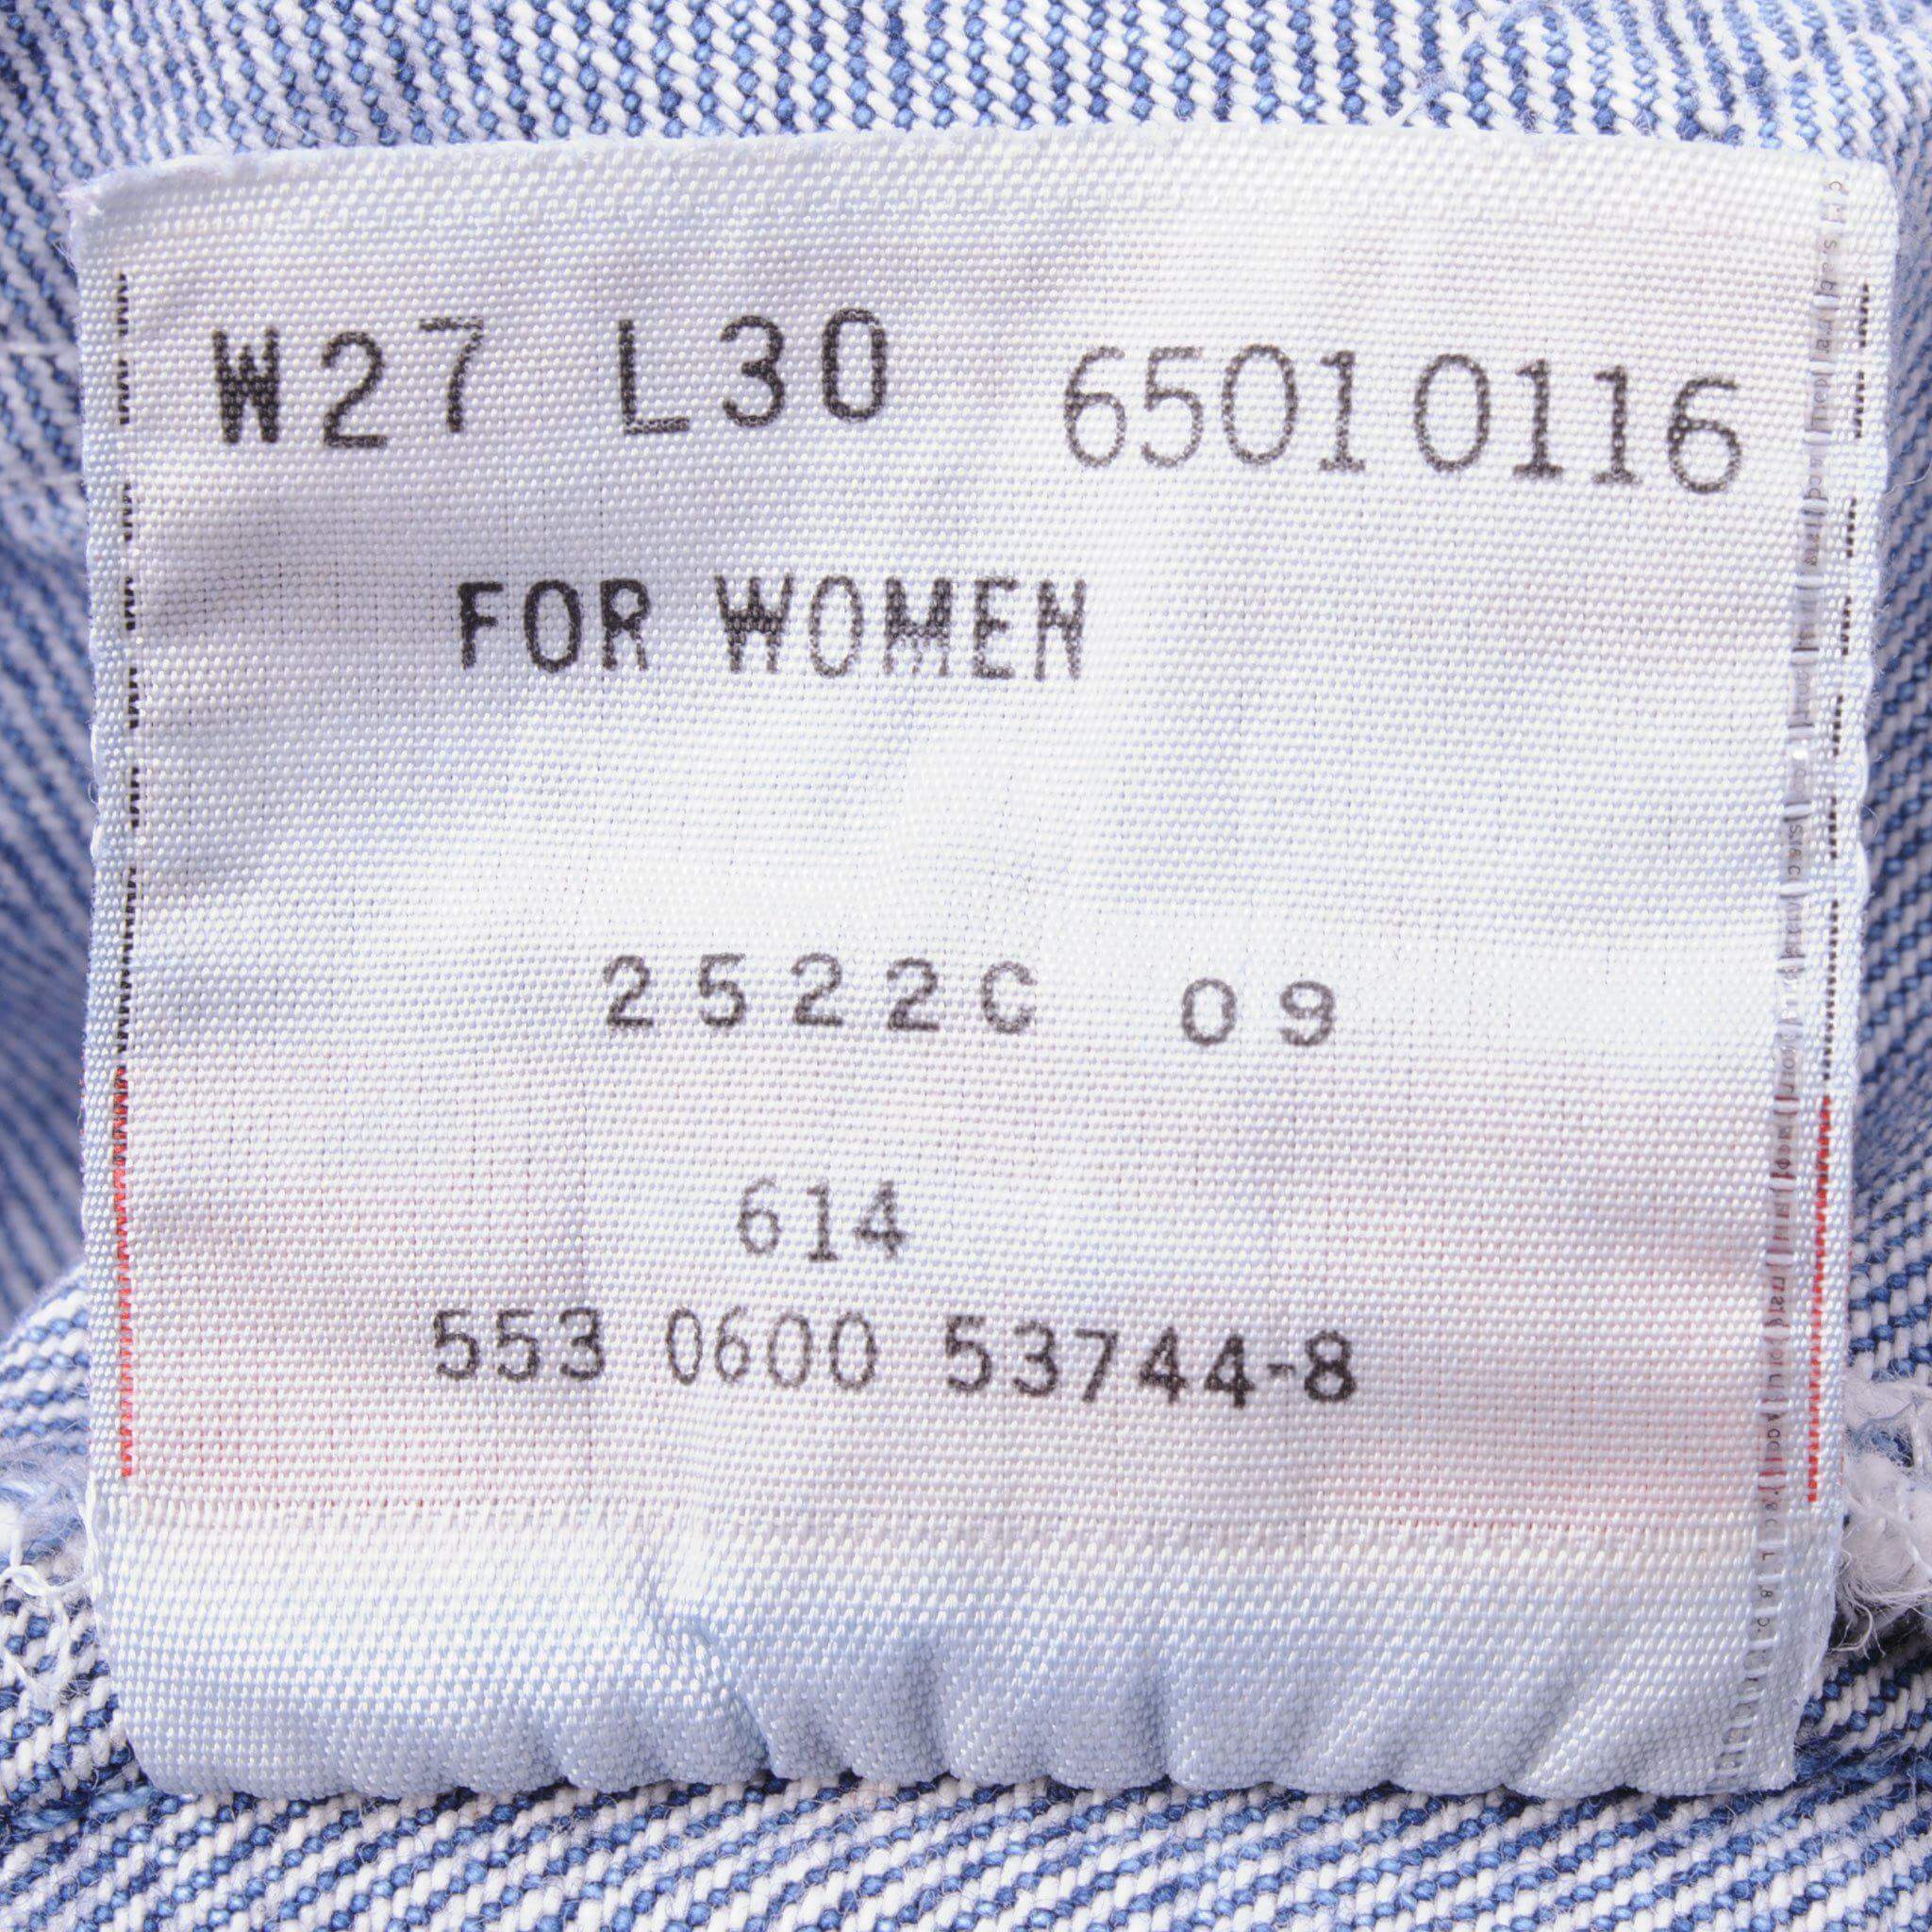 W27 L30 65010116
FOR WOMEN
2522C 09
614
553 0600 53744-8